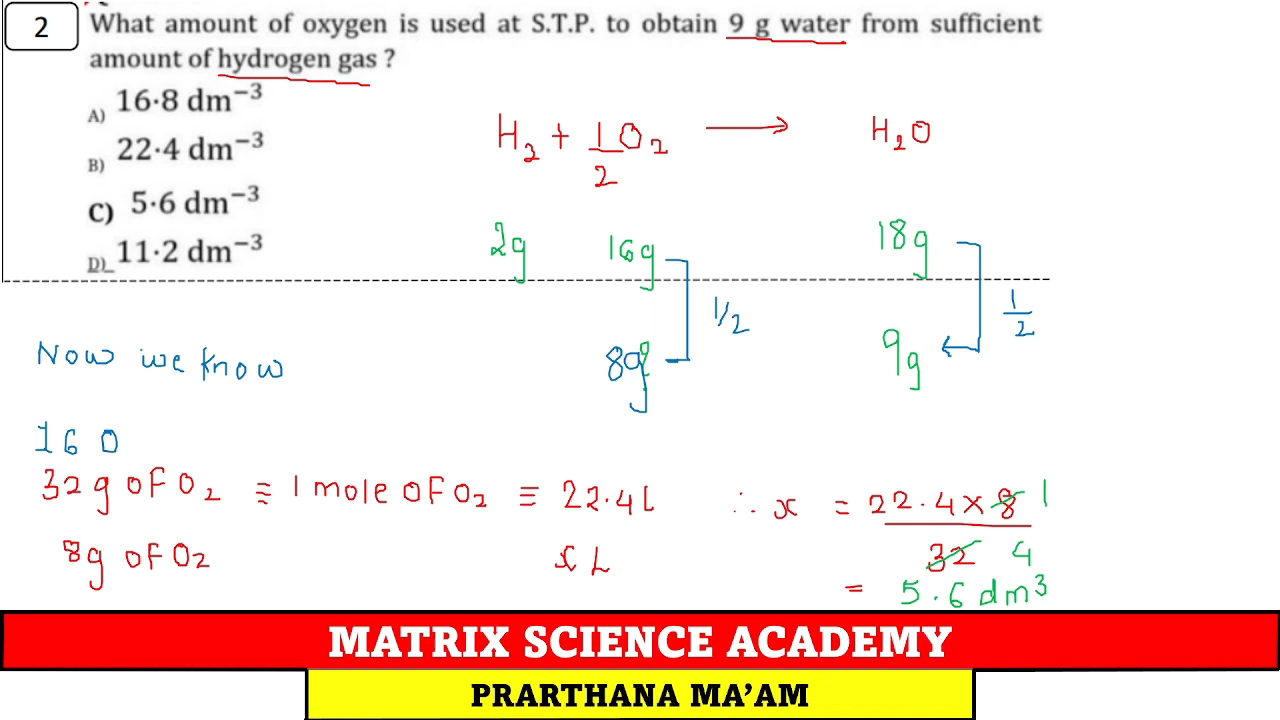 2 What amount of oxygen is used at S.T.P. to obtain 9 g water from sufficient
amount of hydrogen gas ?
A) 16·8 dm⁻³
B) 22·4 dm⁻³
C) 5·6 dm⁻³
D) 11·2 dm⁻³
H₂ + 1/2 O₂ → H₂O
2g 16g 18g
1/2 1/2
8g 9g
Now we know
16 O
32g of O₂ ≡ 1 mole of O₂ ≡ 22.4L ∴ x = 22.4 × 8 1
8g of O₂ x L 32 4
= 5.6 dm³
MATRIX SCIENCE ACADEMY
PRARTHANA MA’AM